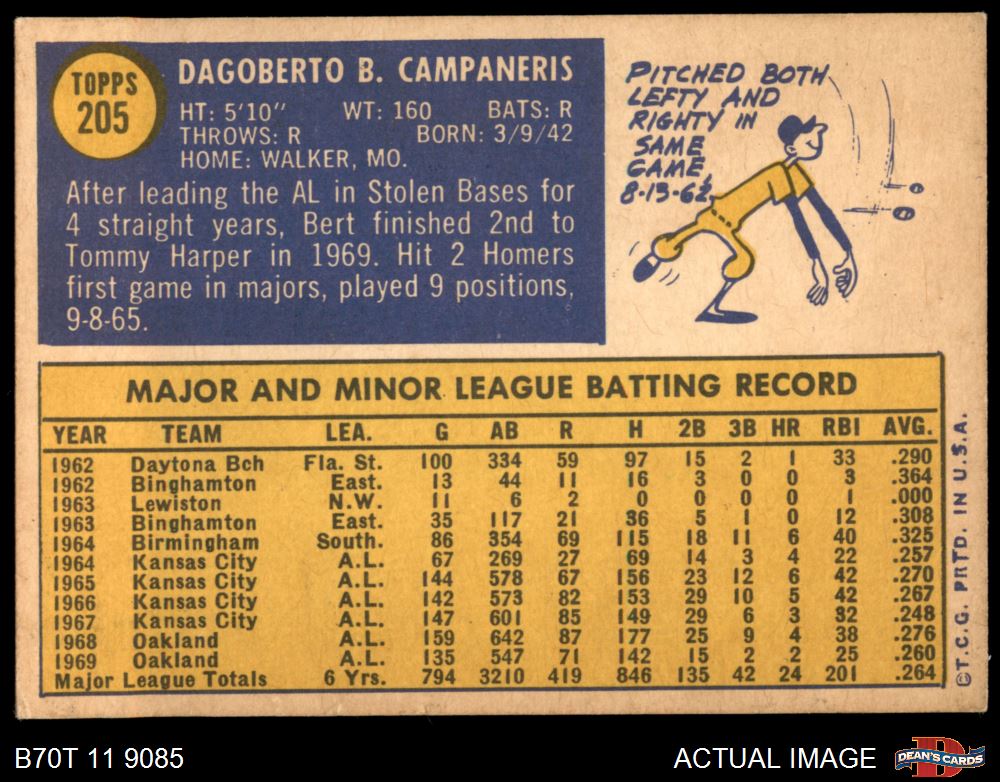 TOPPS
205
DAGOBERTO B. CAMPANERIS
HT: 5'10" WT: 160 BATS: R
THROWS: R BORN: 3/9/42
HOME: WALKER, MO.
After leading the AL in Stolen Bases for
4 straight years, Bert finished 2nd to
Tommy Harper in 1969. Hit 2 Homers
first game in majors, played 9 positions,
9-8-65.
PITCHED BOTH
LEFTY AND
RIGHTY IN
SAME
GAME,
8-13-62
MAJOR AND MINOR LEAGUE BATTING RECORD
YEAR TEAM LEA. G AB R H 2B 3B HR RBI AVG.
1962 Daytona Bch Fla. St. 100 334 59 97 15 2 1 33 .290
1962 Binghamton East. 13 44 11 16 3 0 0 3 .364
1963 Lewiston N.W. 11 6 2 0 0 0 0 1 .000
1963 Binghamton East. 35 117 21 36 5 1 0 12 .308
1964 Birmingham South. 86 354 69 115 18 11 6 40 .325
1964 Kansas City A.L. 67 269 27 69 14 3 4 22 .257
1965 Kansas City A.L. 144 578 67 156 23 12 6 42 .270
1966 Kansas City A.L. 142 573 82 153 29 10 5 42 .267
1967 Kansas City A.L. 147 601 85 149 29 6 3 32 .248
1968 Oakland A.L. 159 642 87 177 25 9 4 38 .276
1969 Oakland A.L. 135 547 71 142 15 2 2 25 .260
Major League Totals 6 Yrs. 794 3210 419 846 135 42 24 201 .264
©T.C.G. PRTD. IN U.S.A.
B70T 11 9085
ACTUAL IMAGE
D
DEAN'S CARDS